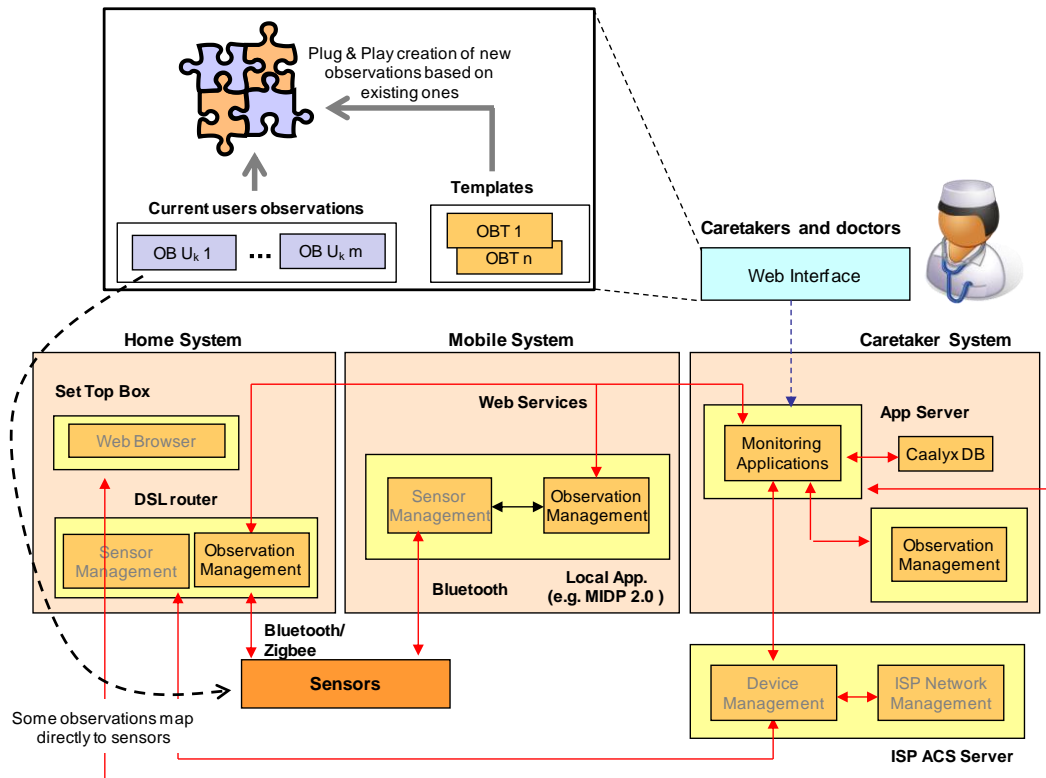 Plug & Play creation of new
observations based on
existing ones
Templates
Current users observations
OB Uk 1
...
OB Uk m
OBT 1
OBT n
Caretakers and doctors
Web Interface
Home System
Mobile System
Caretaker System
Set Top Box
Web Browser
Web Services
App Server
Monitoring
Applications
Caalyx DB
DSL router
Sensor
Management
Observation
Management
Sensor
Management
Observation
Management
Observation
Management
Bluetooth
Local App.
(e.g. MIDP 2.0 )
Bluetooth/
Zigbee
Sensors
Device
Management
ISP Network
Management
Some observations map
directly to sensors
ISP ACS Server